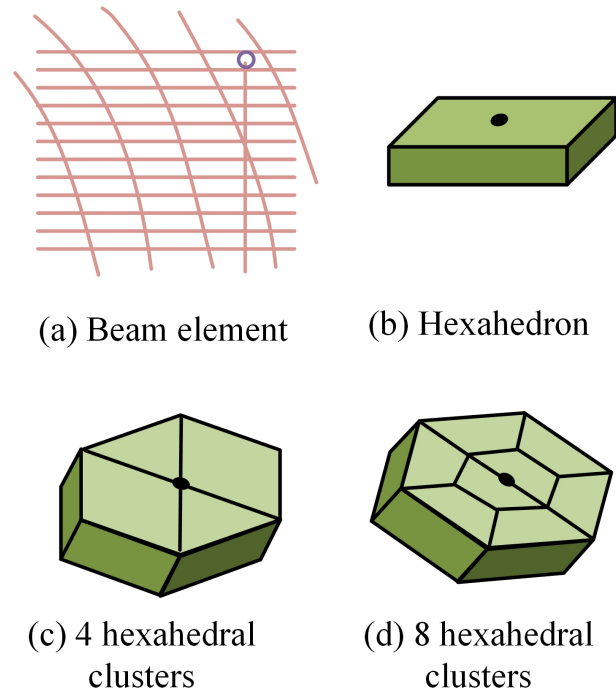 (a) Beam element
(b) Hexahedron
(c) 4 hexahedral
clusters
(d) 8 hexahedral
clusters